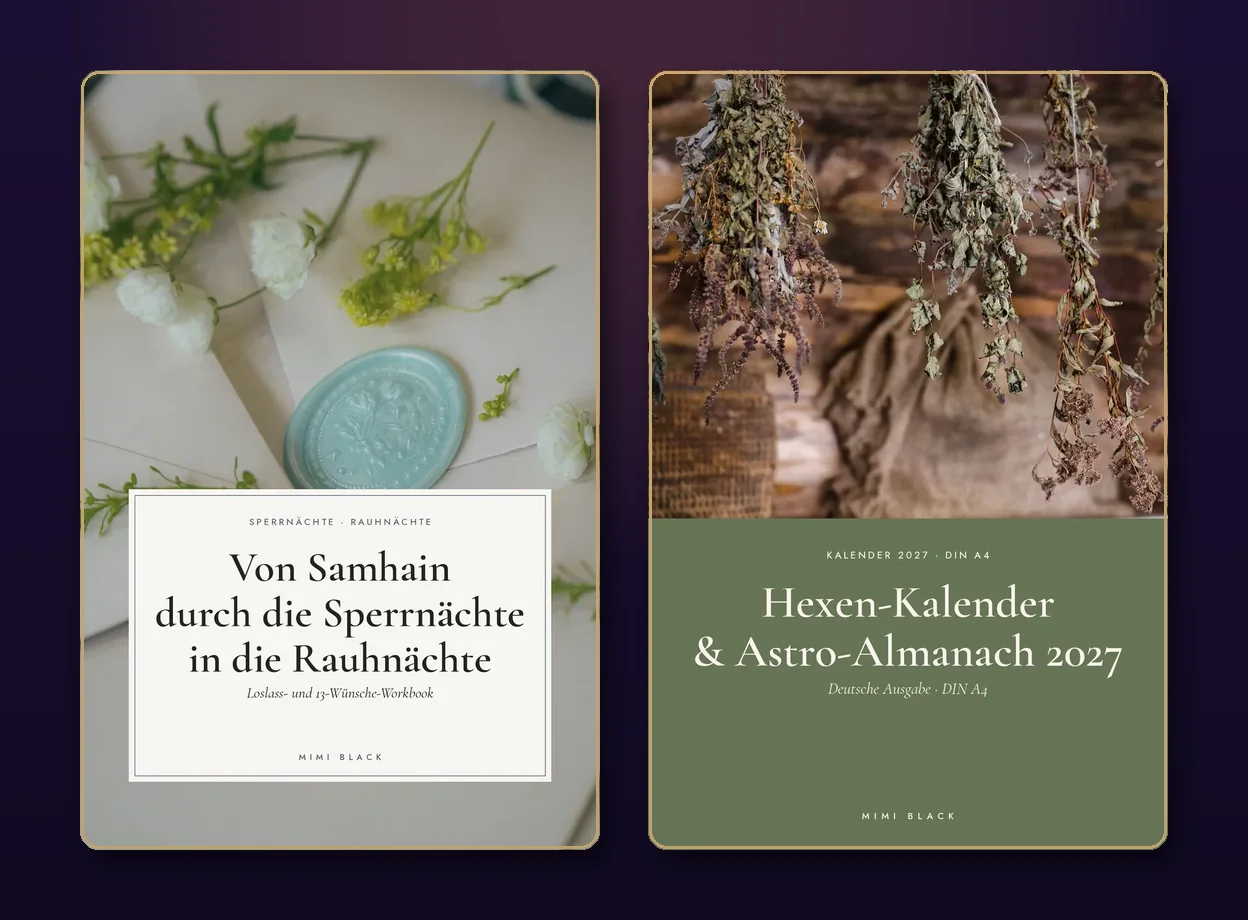 SPERRNÄCHTE · RAUHNÄCHTE
Von Samhain
durch die Sperrnächte
in die Rauhnächte
Loslass- und 13-Wünsche-Workbook
MIMI BLACK
KALENDER 2027 · DIN A4
Hexen-Kalender
& Astro-Almanach 2027
Deutsche Ausgabe · DIN A4
MIMI BLACK